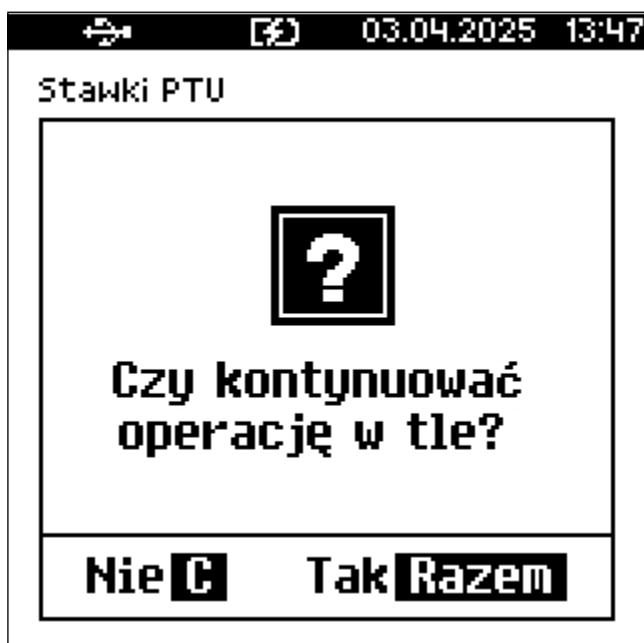 03.04.2025 13:47
Stawki PTU
?
Czy kontynuować
operację w tle?
Nie C Tak Razem